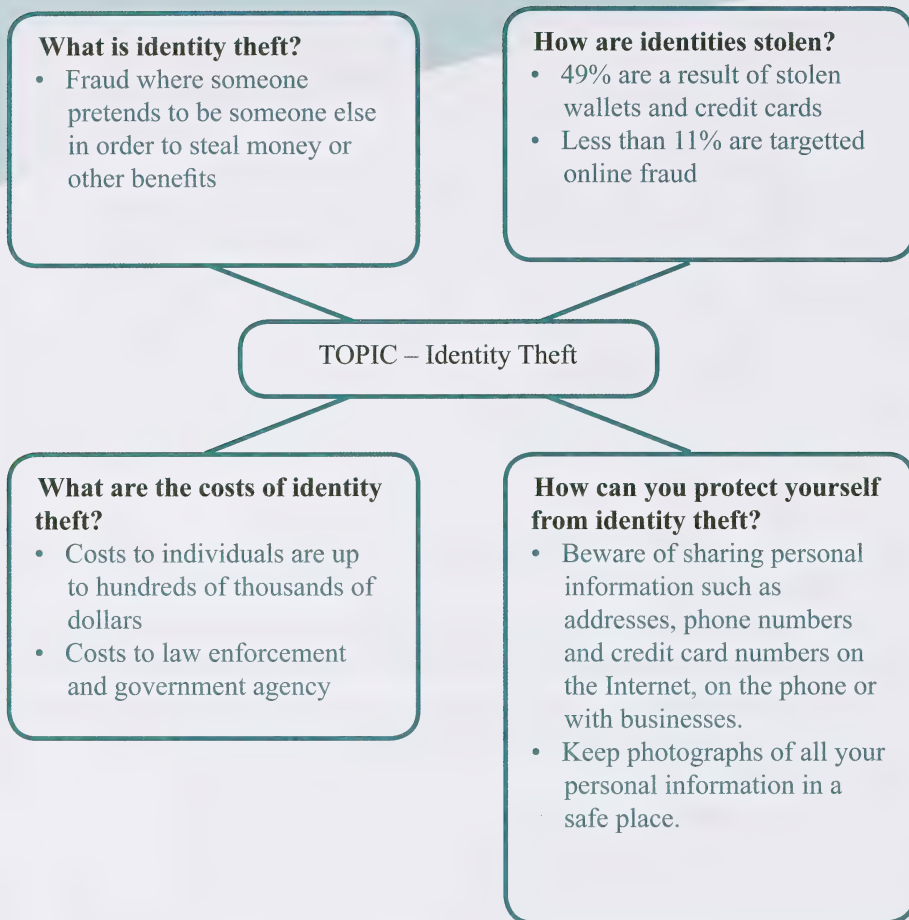 What is identity theft?
• Fraud where someone
pretends to be someone else
in order to steal money or
other benefits
How are identities stolen?
• 49% are a result of stolen
wallets and credit cards
• Less than 11% are targetted
online fraud
TOPIC – Identity Theft
What are the costs of identity
theft?
• Costs to individuals are up
to hundreds of thousands of
dollars
• Costs to law enforcement
and government agency
How can you protect yourself
from identity theft?
• Beware of sharing personal
information such as
addresses, phone numbers
and credit card numbers on
the Internet, on the phone or
with businesses.
• Keep photographs of all your
personal information in a
safe place.